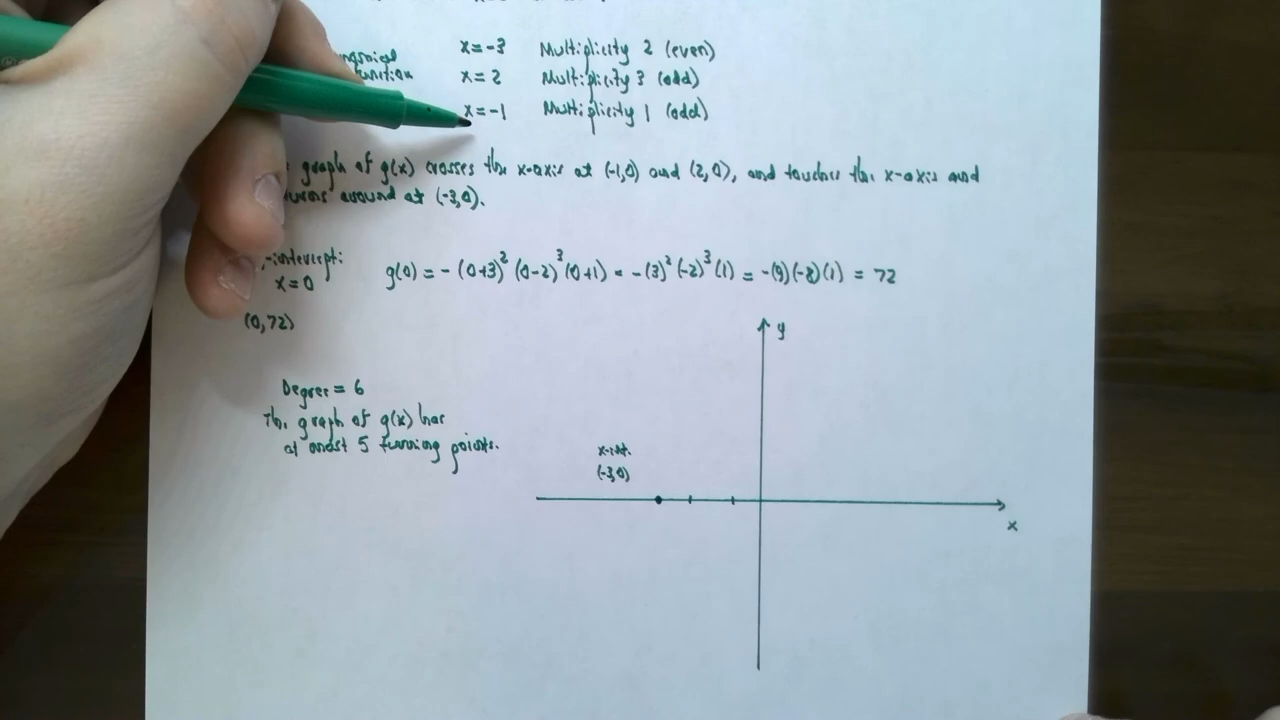 x=-3 Multiplicity 2 (even)
x=2 Multiplicity 3 (odd)
x=-1 Multiplicity 1 (odd)
graph of g(x) crosses the x-axis at (-1,0) and (2,0), and touches the x-axis and
around at (-3,0).
-intercept:
x=0
g(0) = -(0+3)²(0-2)³(0+1) = -(3)²(-2)³(1) = -(9)(-8)(1) = 72
(0,72)
y
Degree = 6
The graph of g(x) has
at most 5 turning points.
x-int.
(-3,0)
x